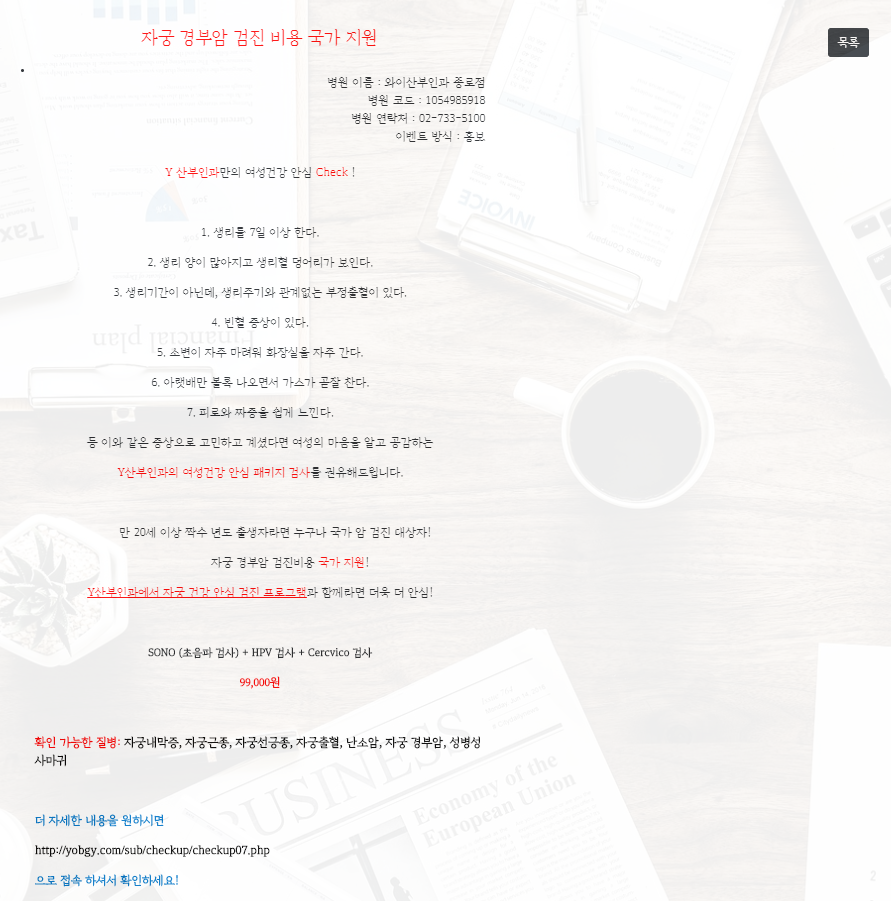 자궁 경부암 검진 비용 국가 지원
목록
병원 이름 : 와이산부인과 종로점
병원 코드 : 1054985918
병원 연락처 : 02-733-5100
이벤트 방식 : 홍보
Y 산부인과만의 여성건강 안심 Check !
1. 생리를 7일 이상 한다.
2. 생리 양이 많아지고 생리혈 덩어리가 보인다.
3. 생리기간이 아닌데, 생리주기와 관계없는 부정출혈이 있다.
4. 빈혈 증상이 있다.
5. 소변이 자주 마려워 화장실을 자주 간다.
6. 아랫배만 볼록 나오면서 가스가 곧잘 찬다.
7. 피로와 짜증을 쉽게 느낀다.
등 이와 같은 증상으로 고민하고 계셨다면 여성의 마음을 알고 공감하는
Y산부인과의 여성건강 안심 패키지 검사를 권유해드립니다.
만 20세 이상 짝수 년도 출생자라면 누구나 국가 암 검진 대상자!
자궁 경부암 검진비용 국가 지원!
Y산부인과에서 자궁 건강 안심 검진 프로그램과 함께라면 더욱 더 안심!
SONO (초음파 검사) + HPV 검사 + Cercvico 검사
99,000원
확인 가능한 질병: 자궁내막증, 자궁근종, 자궁선근종, 자궁출혈, 난소암, 자궁 경부암, 성병성
사마귀
더 자세한 내용을 원하시면
http://yobgy.com/sub/checkup/checkup07.php
으로 접속 하셔서 확인하세요!
INVOICE
Financial plan
Tax
BUSINESS
Economy of the
European Union
2